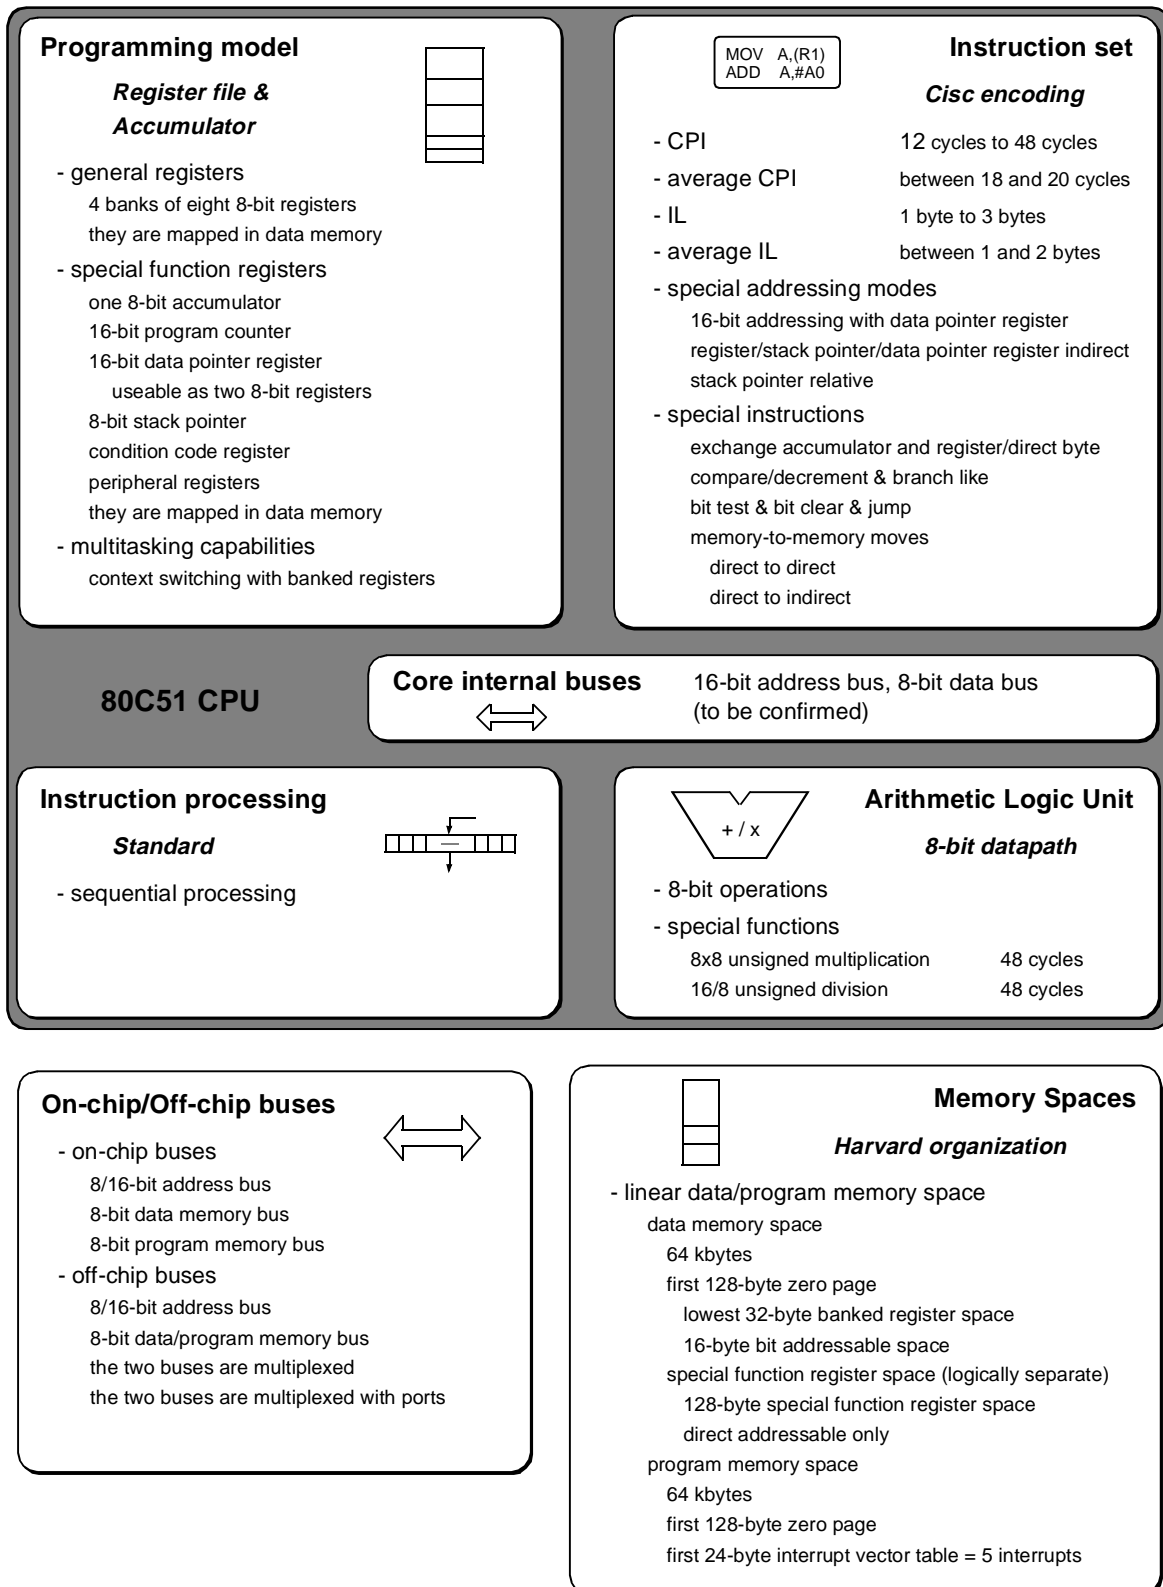 Programming model
Register file &
Accumulator
- general registers
4 banks of eight 8-bit registers
they are mapped in data memory
- special function registers
one 8-bit accumulator
16-bit program counter
16-bit data pointer register
useable as two 8-bit registers
8-bit stack pointer
condition code register
peripheral registers
they are mapped in data memory
- multitasking capabilities
context switching with banked registers
MOV A,(R1)
ADD A,#A0
Instruction set
Cisc encoding
- CPI 12 cycles to 48 cycles
- average CPI between 18 and 20 cycles
- IL 1 byte to 3 bytes
- average IL between 1 and 2 bytes
- special addressing modes
16-bit addressing with data pointer register
register/stack pointer/data pointer register indirect
stack pointer relative
- special instructions
exchange accumulator and register/direct byte
compare/decrement & branch like
bit test & bit clear & jump
memory-to-memory moves
direct to direct
direct to indirect
80C51 CPU
Core internal buses 16-bit address bus, 8-bit data bus
(to be confirmed)
Instruction processing
Standard
- sequential processing
+ / x
Arithmetic Logic Unit
8-bit datapath
- 8-bit operations
- special functions
8x8 unsigned multiplication 48 cycles
16/8 unsigned division 48 cycles
On-chip/Off-chip buses
- on-chip buses
8/16-bit address bus
8-bit data memory bus
8-bit program memory bus
- off-chip buses
8/16-bit address bus
8-bit data/program memory bus
the two buses are multiplexed
the two buses are multiplexed with ports
Memory Spaces
Harvard organization
- linear data/program memory space
data memory space
64 kbytes
first 128-byte zero page
lowest 32-byte banked register space
16-byte bit addressable space
special function register space (logically separate)
128-byte special function register space
direct addressable only
program memory space
64 kbytes
first 128-byte zero page
first 24-byte interrupt vector table = 5 interrupts